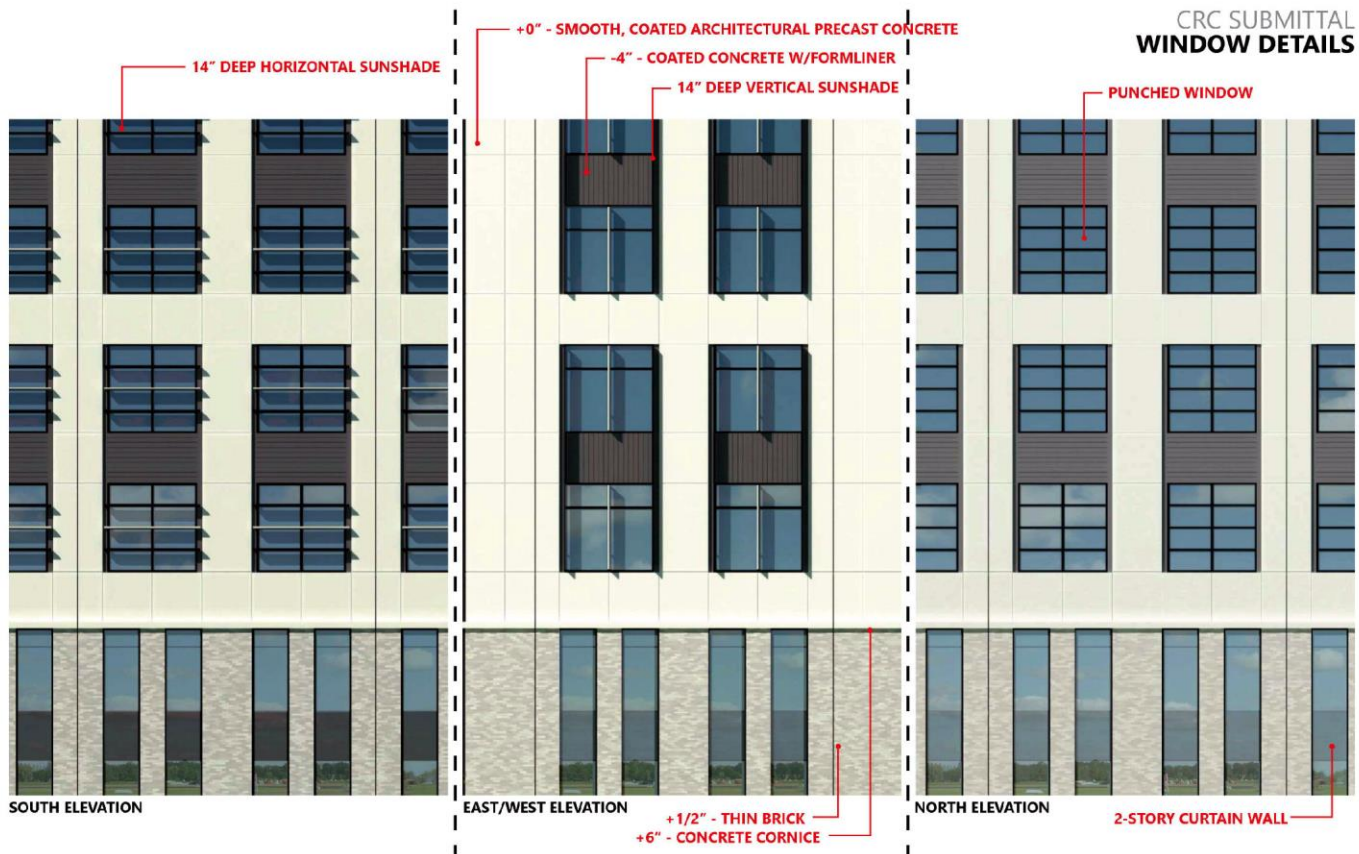 CRC SUBMITTAL
WINDOW DETAILS
+0” - SMOOTH, COATED ARCHITECTURAL PRECAST CONCRETE
-4” - COATED CONCRETE W/FORMLINER
14” DEEP HORIZONTAL SUNSHADE
14” DEEP VERTICAL SUNSHADE
PUNCHED WINDOW
SOUTH ELEVATION
EAST/WEST ELEVATION
NORTH ELEVATION
+1/2” - THIN BRICK
+6” - CONCRETE CORNICE
2-STORY CURTAIN WALL